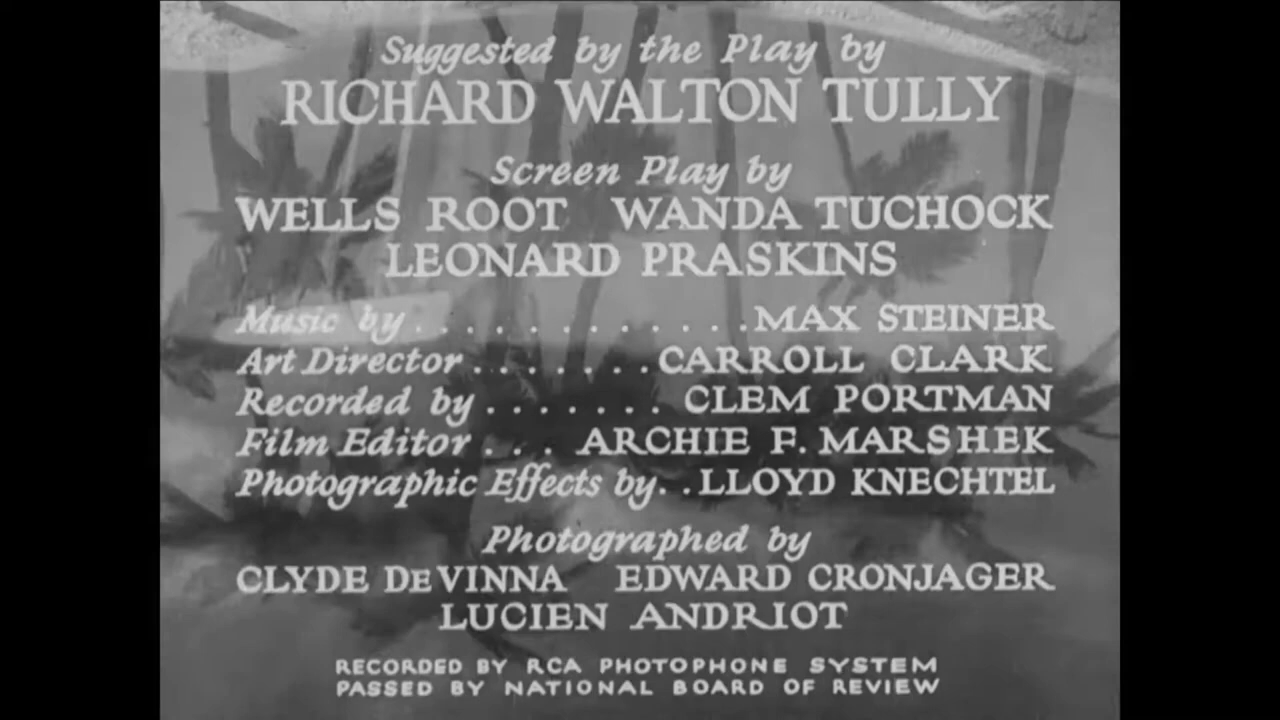 Suggested by the Play by
RICHARD WALTON TULLY
Screen Play by
WELLS ROOT WANDA TUCHOCK
LEONARD PRASKINS
Music by . . . . . . . . . . . . . MAX STEINER
Art Director . . . . . . . CARROLL CLARK
Recorded by . . . . . . . CLEM PORTMAN
Film Editor . . . ARCHIE F. MARSHEK
Photographic Effects by. . LLOYD KNECHTEL
Photographed by
CLYDE DEVINNA EDWARD CRONJAGER
LUCIEN ANDRIOT
RECORDED BY RCA PHOTOPHONE SYSTEM
PASSED BY NATIONAL BOARD OF REVIEW